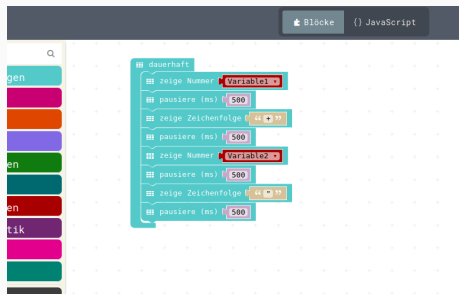 Blöcke
{} JavaScript
gen
en
en
tik
dauerhaft
zeige Nummer Variable1
pausiere (ms) 500
zeige Zeichenfolge “ + ”
pausiere (ms) 500
zeige Nummer Variable2
pausiere (ms) 500
zeige Zeichenfolge “ " ”
pausiere (ms) 500